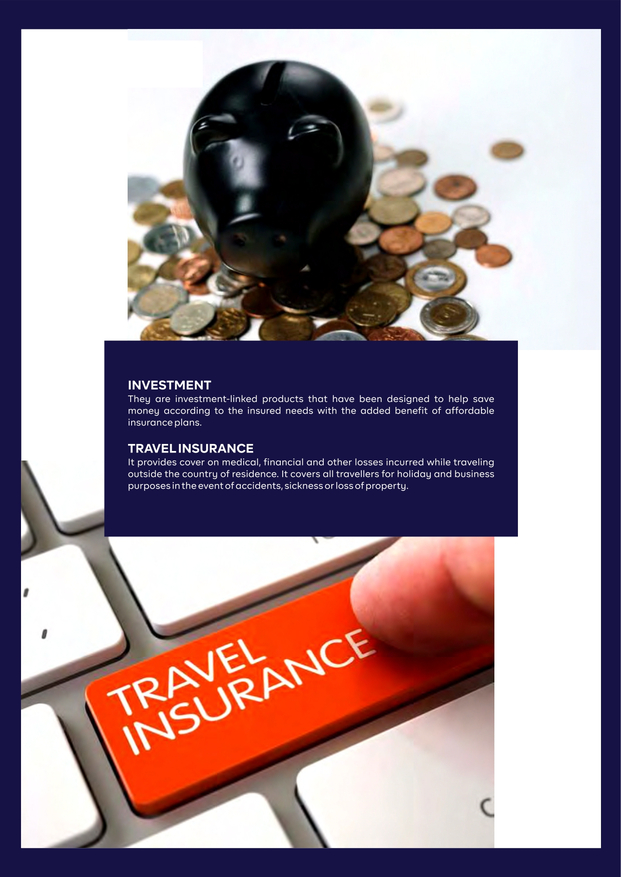 INVESTMENT
They are investment-linked products that have been designed to help save
money according to the insured needs with the added benefit of affordable
insurance plans.
TRAVEL INSURANCE
It provides cover on medical, financial and other losses incurred while traveling
outside the country of residence. It covers all travellers for holiday and business
purposes in the event of accidents, sickness or loss of property.
TRAVEL
INSURANCE